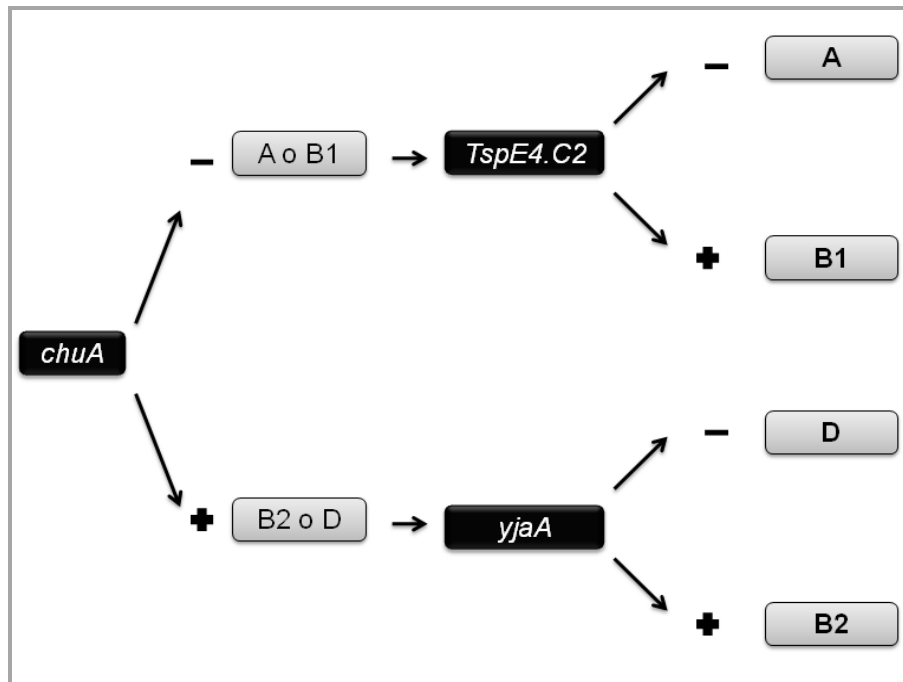 − A
A o B1 TspE4.C2
−
+ B1
chuA
− D
+ B2 o D yjaA
+ B2